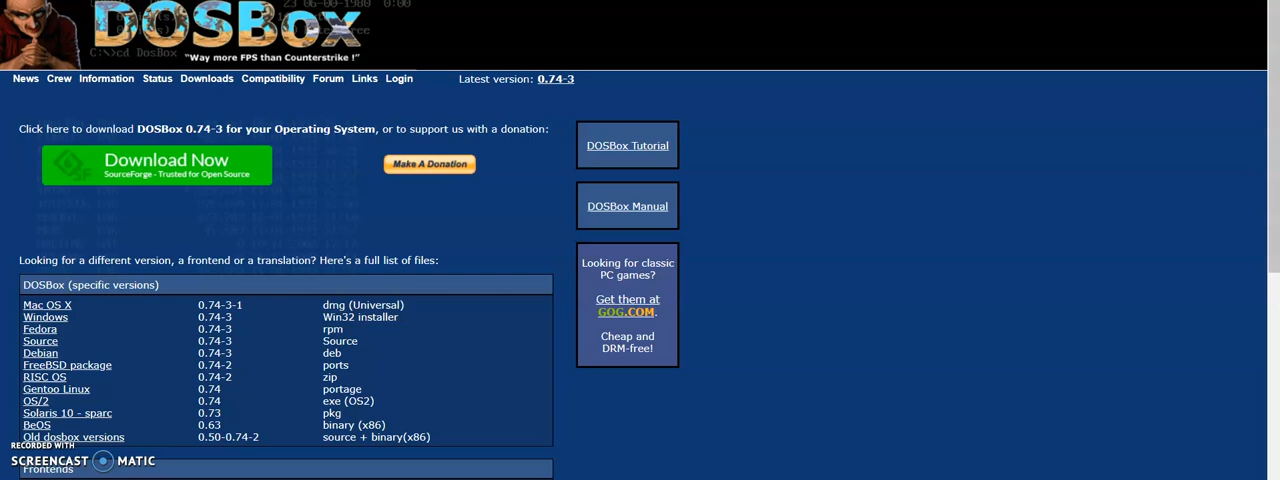 23 06-00-1980 0:00
DOSBox
C:\>cd DosBox
"Way more FPS than Counterstrike !"
News Crew Information Status Downloads Compatibility Forum Links Login Latest version: 0.74-3
Click here to download DOSBox 0.74-3 for your Operating System, or to support us with a donation:
Download Now
SourceForge - Trusted for Open Source
Make A Donation
DOSBox Tutorial
DOSBox Manual
Looking for classic
PC games?
Get them at
GOG.COM.
Cheap and
DRM-free!
Looking for a different version, a frontend or a translation? Here's a full list of files:
DOSBox (specific versions)
Mac OS X 0.74-3-1 dmg (Universal)
Windows 0.74-3 Win32 installer
Fedora 0.74-3 rpm
Source 0.74-3 Source
Debian 0.74-3 deb
FreeBSD package 0.74-2 ports
RISC OS 0.74-2 zip
Gentoo Linux 0.74 portage
OS/2 0.74 exe (OS2)
Solaris 10 - sparc 0.73 pkg
BeOS 0.63 binary (x86)
Old dosbox versions 0.50-0.74-2 source + binary(x86)
Frontends
RECORDED WITH
SCREENCAST MATIC